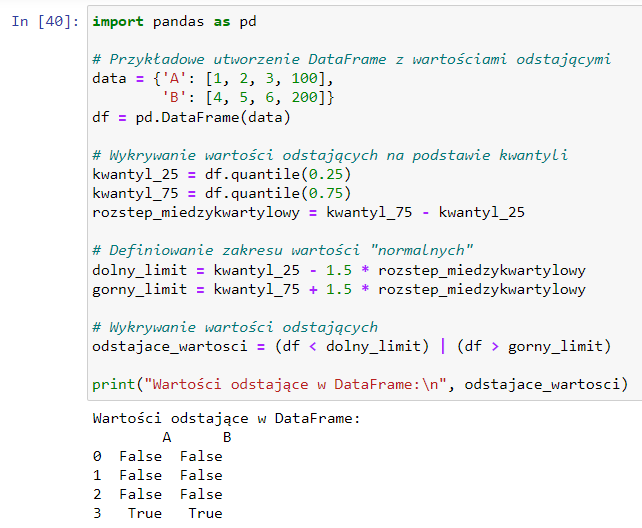 In [40]: import pandas as pd
# Przykładowe utworzenie DataFrame z wartościami odstającymi
data = {'A': [1, 2, 3, 100],
        'B': [4, 5, 6, 200]}
df = pd.DataFrame(data)
# Wykrywanie wartości odstających na podstawie kwantyli
kwantyl_25 = df.quantile(0.25)
kwantyl_75 = df.quantile(0.75)
rozstep_miedzykwartylowy = kwantyl_75 - kwantyl_25
# Definiowanie zakresu wartości "normalnych"
dolny_limit = kwantyl_25 - 1.5 * rozstep_miedzykwartylowy
gorny_limit = kwantyl_75 + 1.5 * rozstep_miedzykwartylowy
# Wykrywanie wartości odstających
odstajace_wartosci = (df < dolny_limit) | (df > gorny_limit)
print("Wartości odstające w DataFrame:\n", odstajace_wartosci)
Wartości odstające w DataFrame:
        A      B
0  False  False
1  False  False
2  False  False
3   True   True